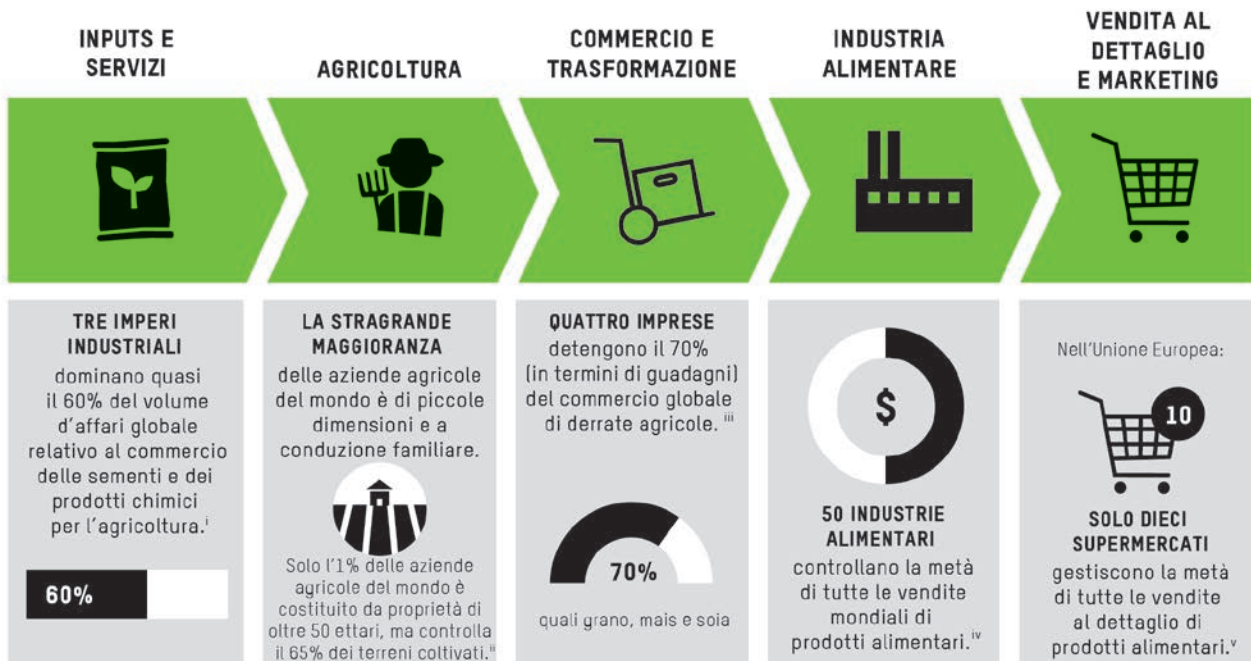 INPUTS E
SERVIZI
AGRICOLTURA
COMMERCIO E
TRASFORMAZIONE
INDUSTRIA
ALIMENTARE
VENDITA AL
DETTAGLIO
E MARKETING
TRE IMPERI
INDUSTRIALI
dominano quasi
il 60% del volume
d'affari globale
relativo al commercio
delle sementi e dei
prodotti chimici
per l'agricoltura.ⁱ
60%
LA STRAGRANDE
MAGGIORANZA
delle aziende agricole
del mondo è di piccole
dimensioni e a
conduzione familiare.
Solo l'1% delle aziende
agricole del mondo è
costituito da proprietà di
oltre 50 ettari, ma controlla
il 65% dei terreni coltivati.ⁱⁱ
QUATTRO IMPRESE
detengono il 70%
(in termini di guadagni)
del commercio globale
di derrate agricole. ⁱⁱⁱ
70%
quali grano, mais e soia
$
50 INDUSTRIE
ALIMENTARI
controllano la metà
di tutte le vendite
mondiali di
prodotti alimentari.ⁱᵛ
Nell'Unione Europea:
10
SOLO DIECI
SUPERMERCATI
gestiscono la metà
di tutte le vendite
al dettaglio di
prodotti alimentari.ᵛ